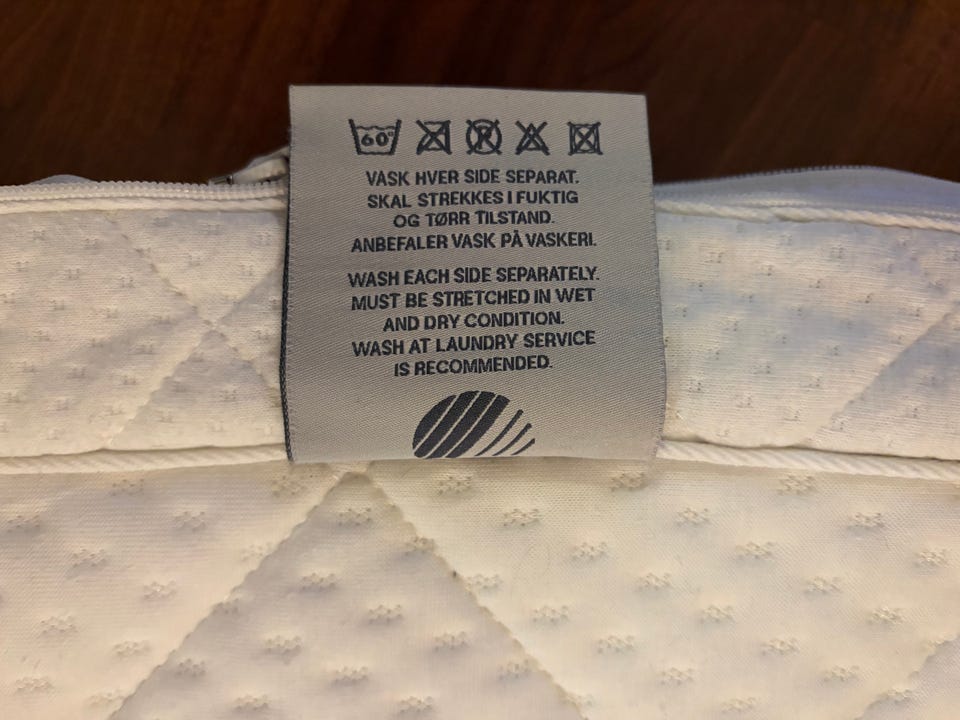 60°
VASK HVER SIDE SEPARAT.
SKAL STREKKES I FUKTIG
OG TØRR TILSTAND.
ANBEFALER VASK PÅ VASKERI.
WASH EACH SIDE SEPARATELY.
MUST BE STRETCHED IN WET
AND DRY CONDITION.
WASH AT LAUNDRY SERVICE
IS RECOMMENDED.